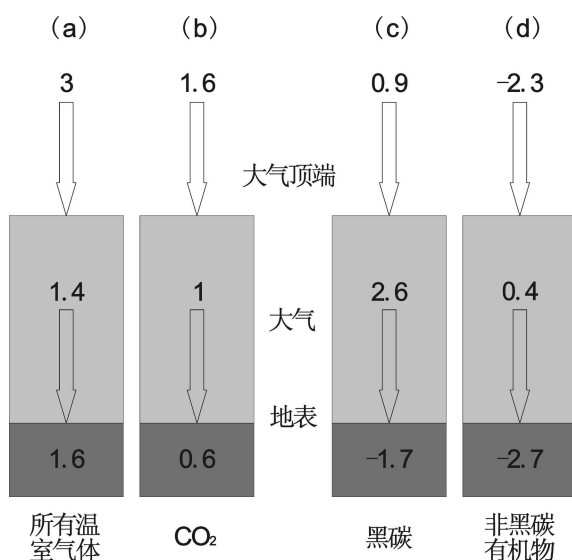 (a) (b) (c) (d)
3 1.6 0.9 -2.3
大气顶端
1.4 1 2.6 0.4
大气
地表
1.6 0.6 -1.7 -2.7
所有温
室气体
CO₂
黑碳
非黑碳
有机物